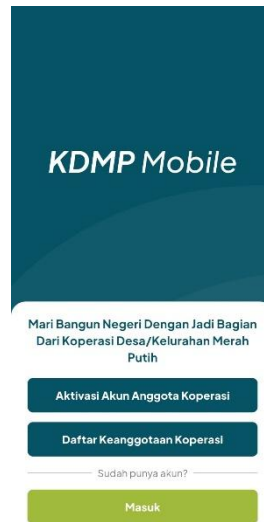 KDMP Mobile
Mari Bangun Negeri Dengan Jadi Bagian
Dari Koperasi Desa/Kelurahan Merah
Putih
Aktivasi Akun Anggota Koperasi
Daftar Keanggotaan Koperasi
Sudah punya akun?
Masuk